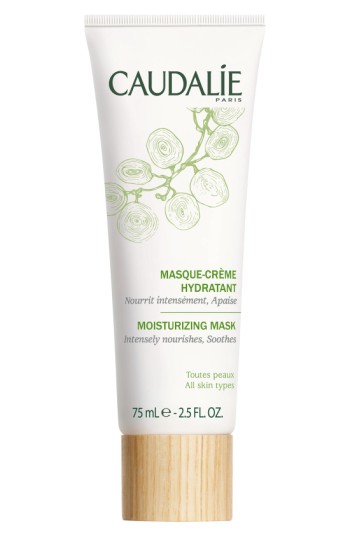 CAUDALIE
PARIS
MASQUE-CRÈME
HYDRATANT
Nourrit intensément, Apaise
MOISTURIZING MASK
Intensely nourishes, Soothes
Toutes peaux
All skin types
75 mL ℮ - 2.5 FL. OZ.